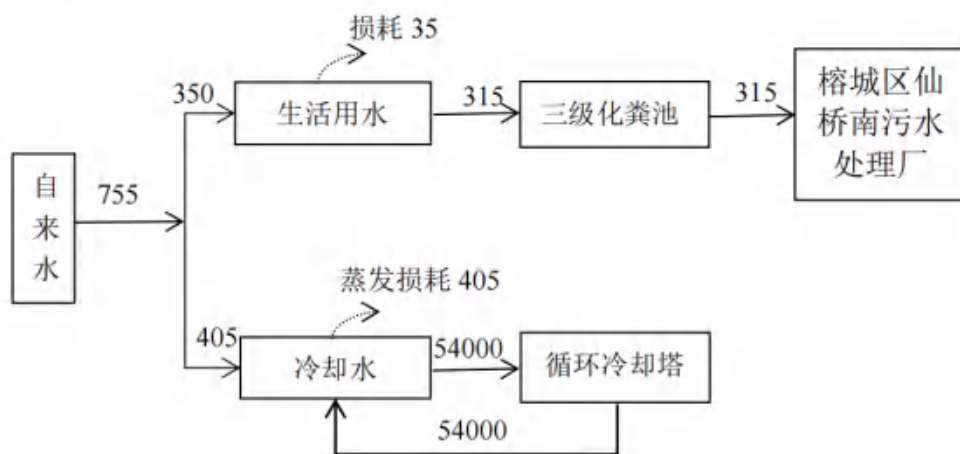 损耗 35
350
生活用水
315
三级化粪池
315
榕城区仙
桥南污水
处理厂
自来水
755
蒸发损耗 405
405
冷却水
54000
循环冷却塔
54000